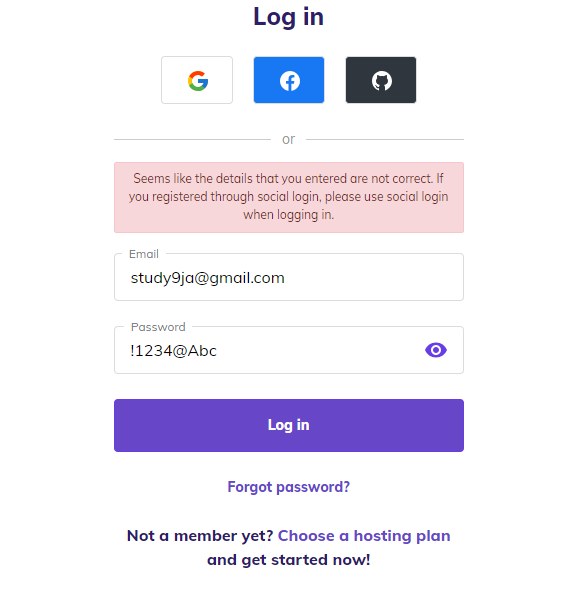 Log in
or
Seems like the details that you entered are not correct. If
you registered through social login, please use social login
when logging in.
Email
study9ja@gmail.com
Password
!1234@Abc
Log in
Forgot password?
Not a member yet? Choose a hosting plan
and get started now!